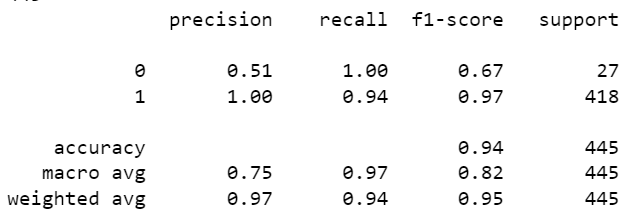 precision recall f1-score support
0 0.51 1.00 0.67 27
1 1.00 0.94 0.97 418
accuracy 0.94 445
macro avg 0.75 0.97 0.82 445
weighted avg 0.97 0.94 0.95 445